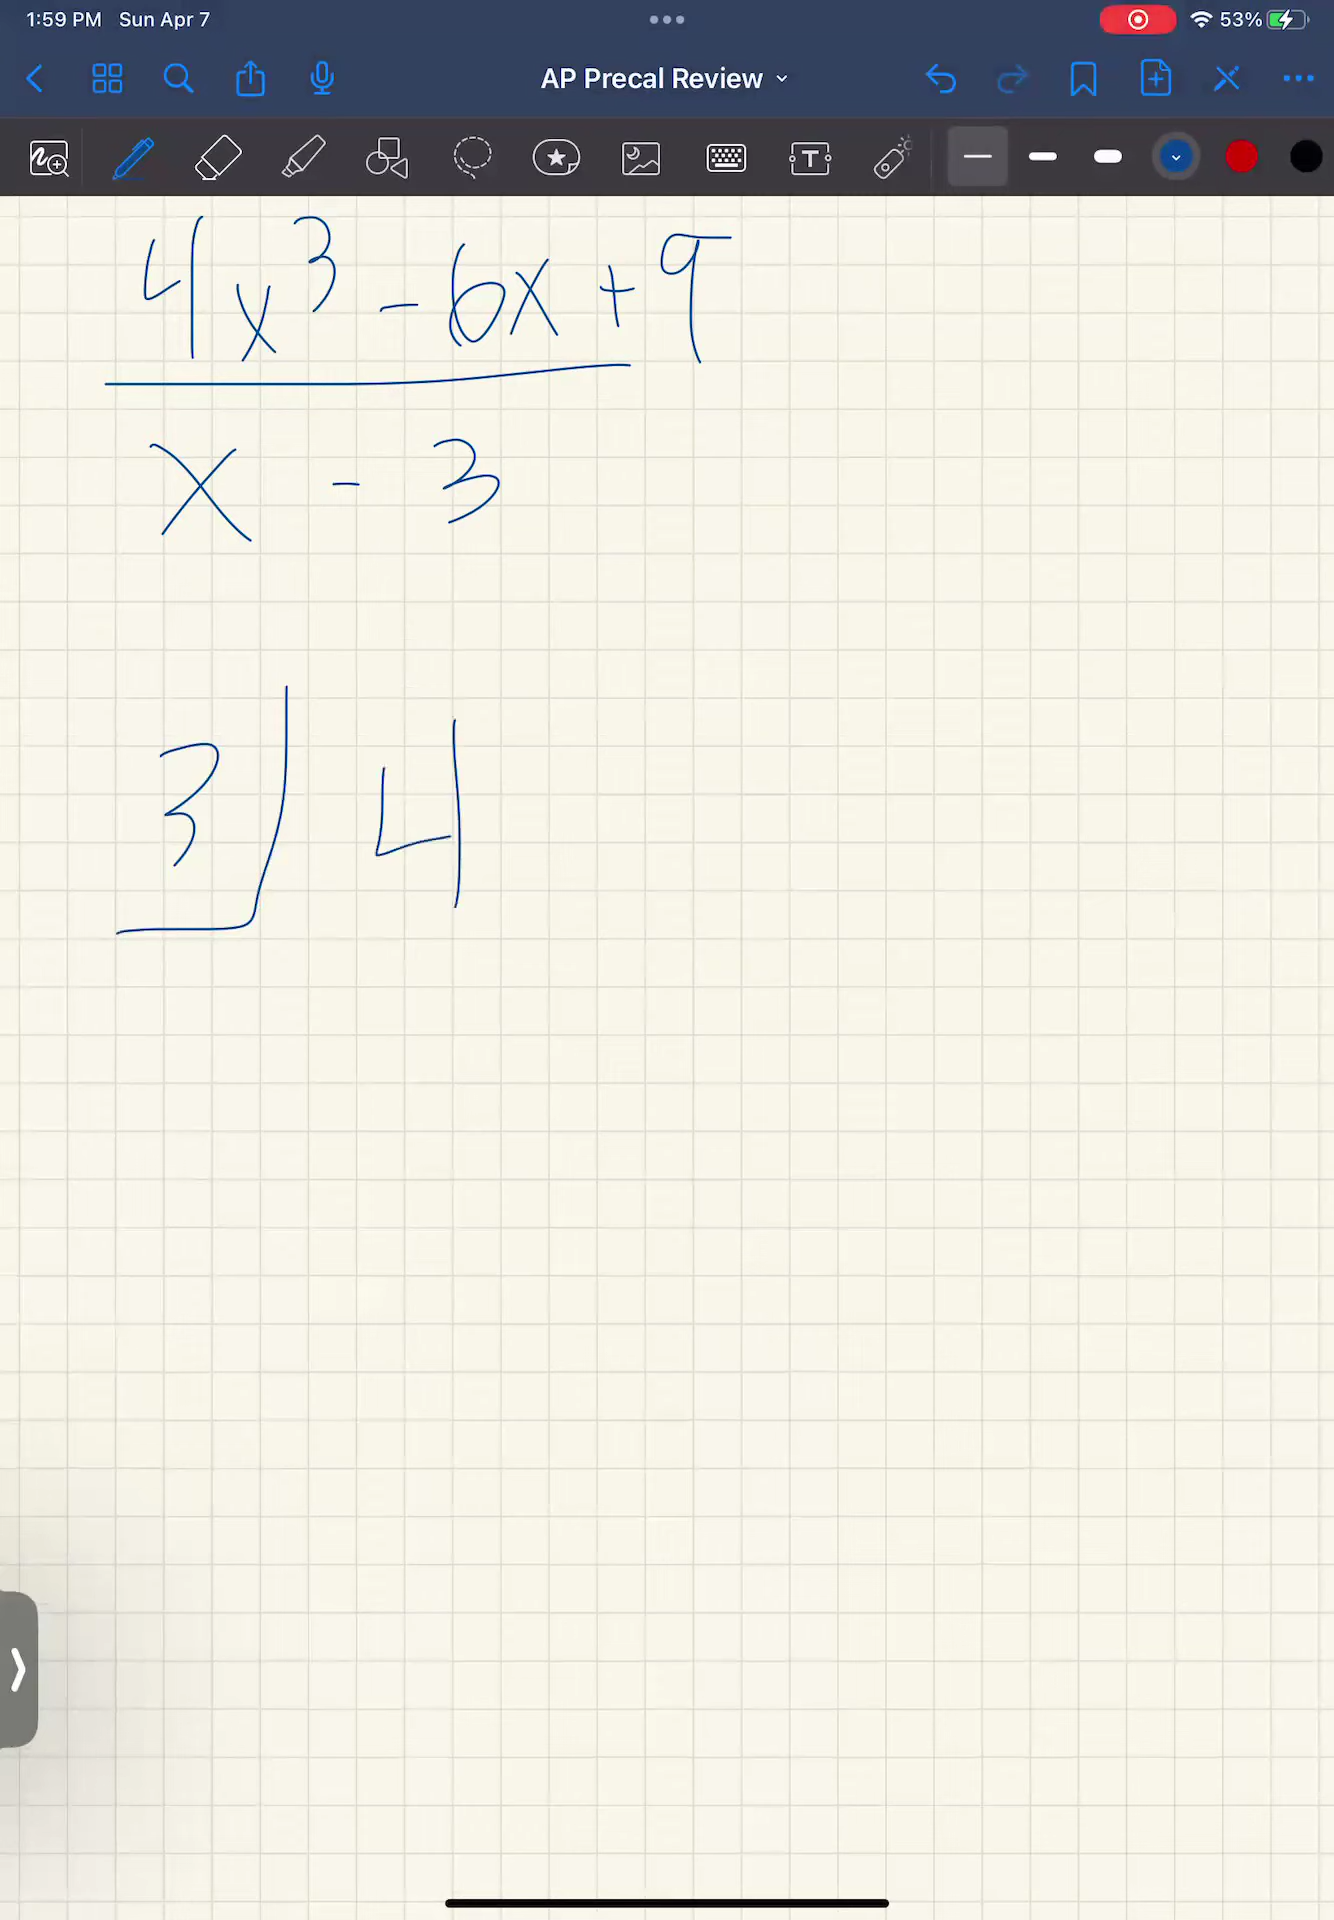 1:59 PM Sun Apr 7 53%
AP Precal Review
T
4x³ - 6x + 9
x - 3
3 4